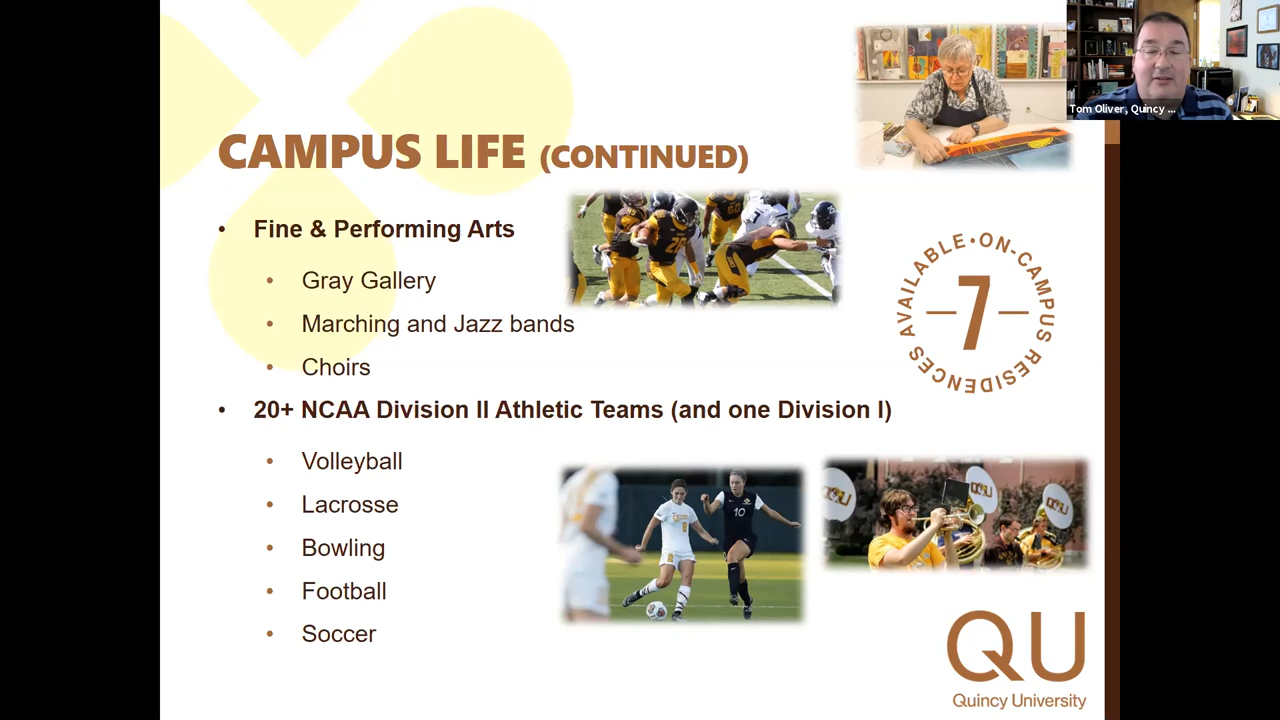 Tom Oliver, Quincy ...
CAMPUS LIFE (CONTINUED)
• Fine & Performing Arts
• Gray Gallery
• Marching and Jazz bands
• Choirs
• 20+ NCAA Division II Athletic Teams (and one Division I)
• Volleyball
• Lacrosse
• Bowling
• Football
• Soccer
7
ON-CAMPUS RESIDENCES AVAILABLE •
10
QU
Quincy University